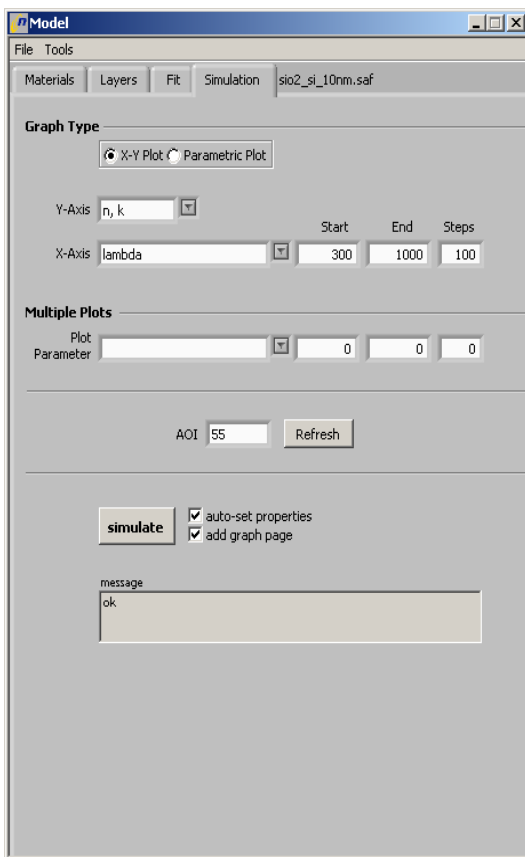 n Model
File Tools
Materials Layers Fit Simulation sio2_si_10nm.saf
Graph Type
X-Y Plot Parametric Plot
Y-Axis n, k
Start End Steps
X-Axis lambda 300 1000 100
Multiple Plots
Plot
Parameter 0 0 0
AOI 55 Refresh
simulate
auto-set properties
add graph page
message
ok